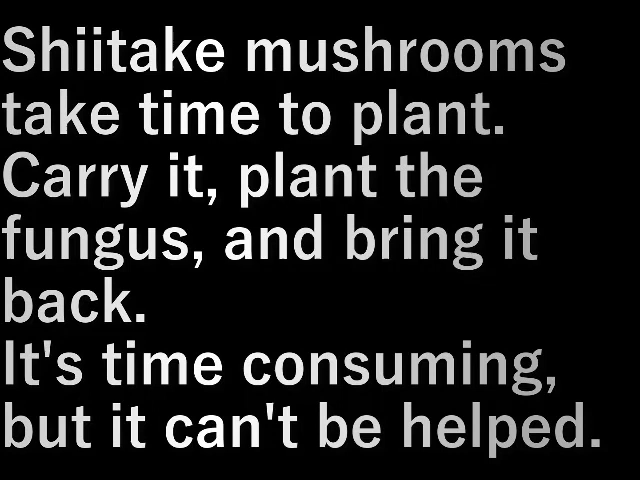 Shiitake mushrooms
take time to plant.
Carry it, plant the
fungus, and bring it
back.
It's time consuming,
but it can't be helped.